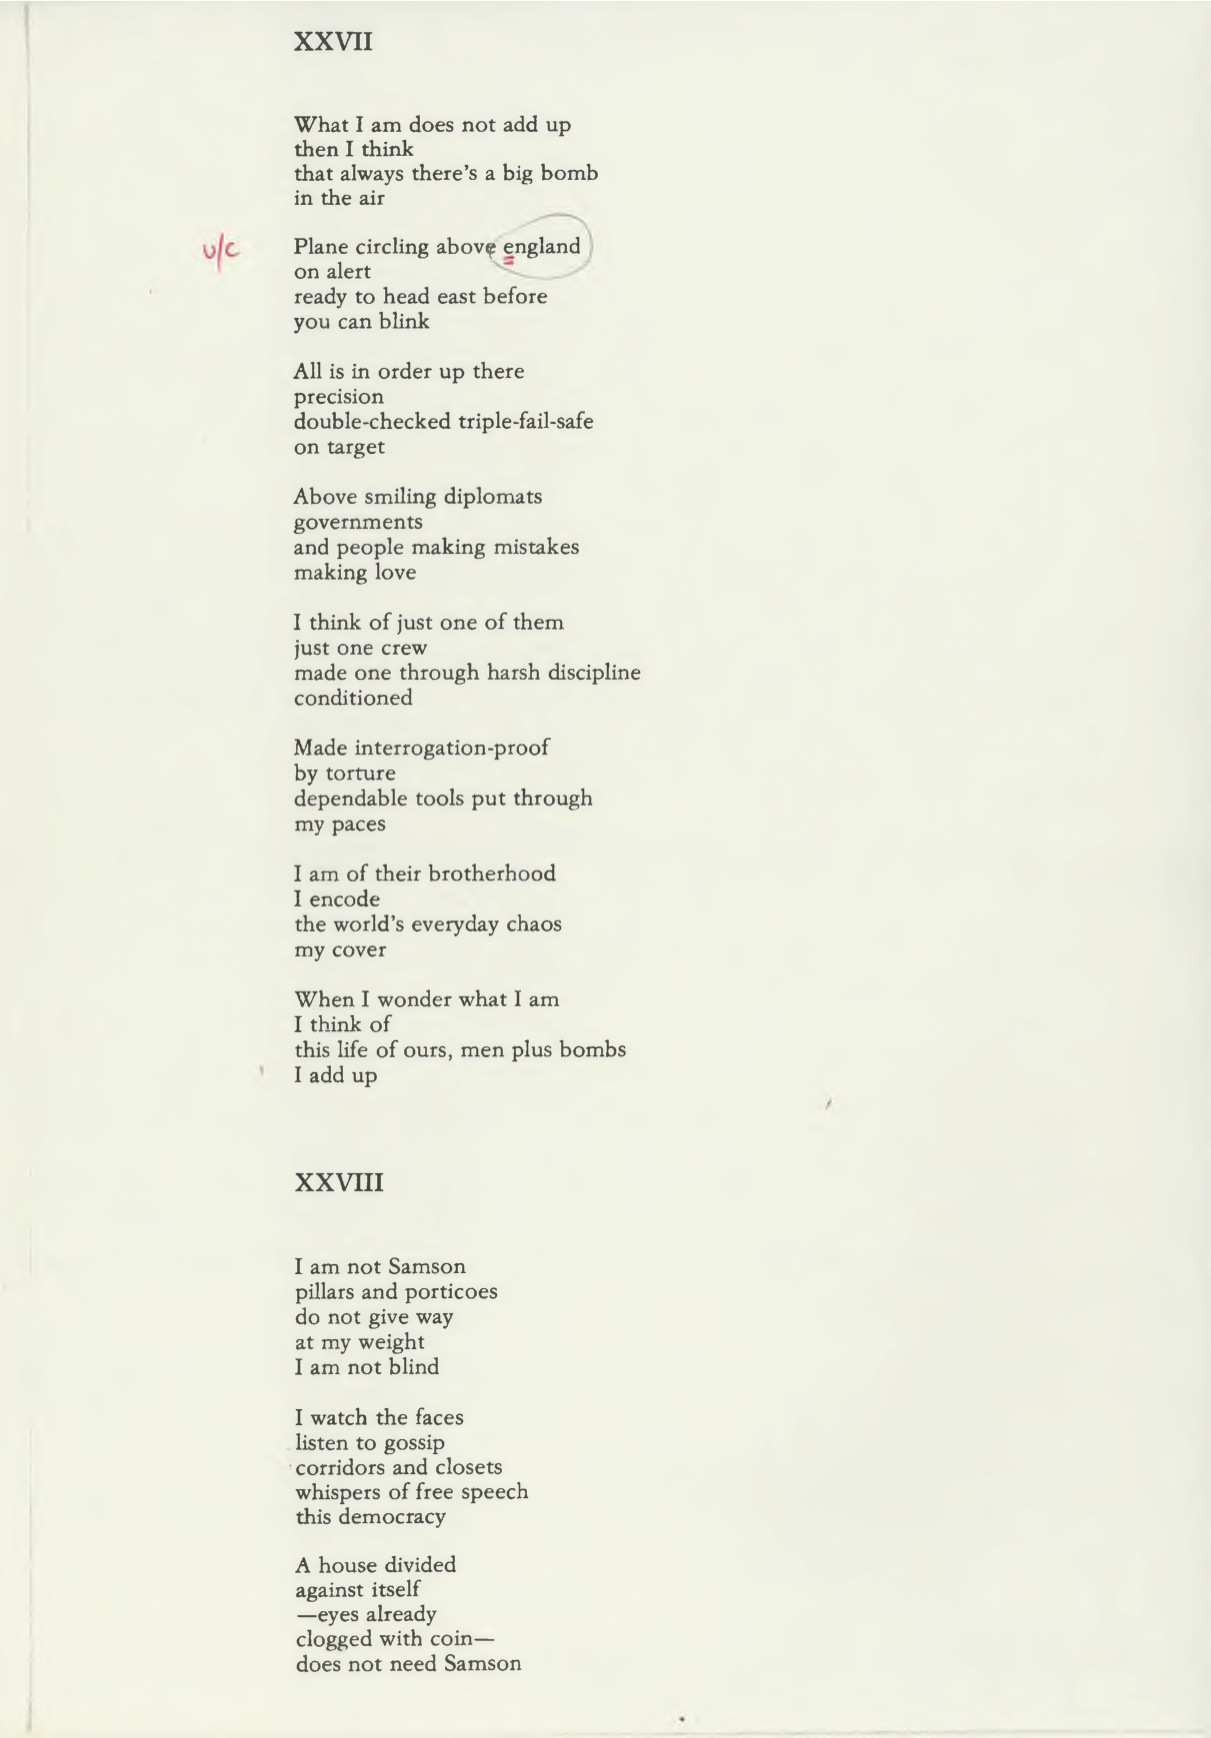 XXVII
What I am does not add up
then I think
that always there's a big bomb
in the air
u/c
Plane circling above england
on alert
ready to head east before
you can blink
All is in order up there
precision
double-checked triple-fail-safe
on target
Above smiling diplomats
governments
and people making mistakes
making love
I think of just one of them
just one crew
made one through harsh discipline
conditioned
Made interrogation-proof
by torture
dependable tools put through
my paces
I am of their brotherhood
I encode
the world's everyday chaos
my cover
When I wonder what I am
I think of
this life of ours, men plus bombs
I add up
XXVIII
I am not Samson
pillars and porticoes
do not give way
at my weight
I am not blind
I watch the faces
listen to gossip
corridors and closets
whispers of free speech
this democracy
A house divided
against itself
—eyes already
clogged with coin—
does not need Samson